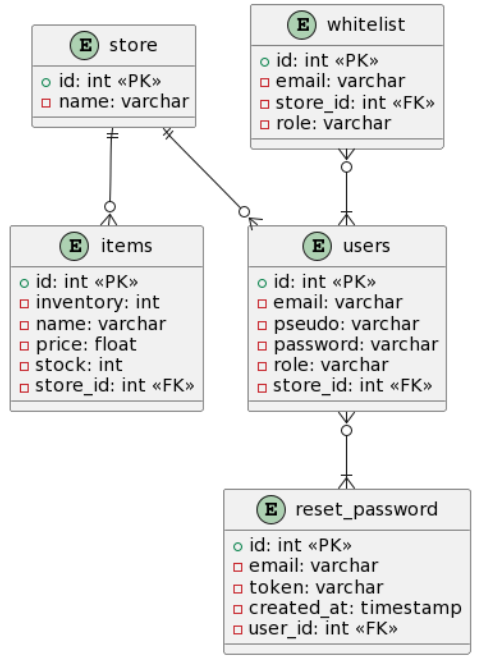 E store
id: int «PK»
name: varchar
E whitelist
id: int «PK»
email: varchar
store_id: int «FK»
role: varchar
E items
id: int «PK»
inventory: int
name: varchar
price: float
stock: int
store_id: int «FK»
E users
id: int «PK»
email: varchar
pseudo: varchar
password: varchar
role: varchar
store_id: int «FK»
E reset_password
id: int «PK»
email: varchar
token: varchar
created_at: timestamp
user_id: int «FK»